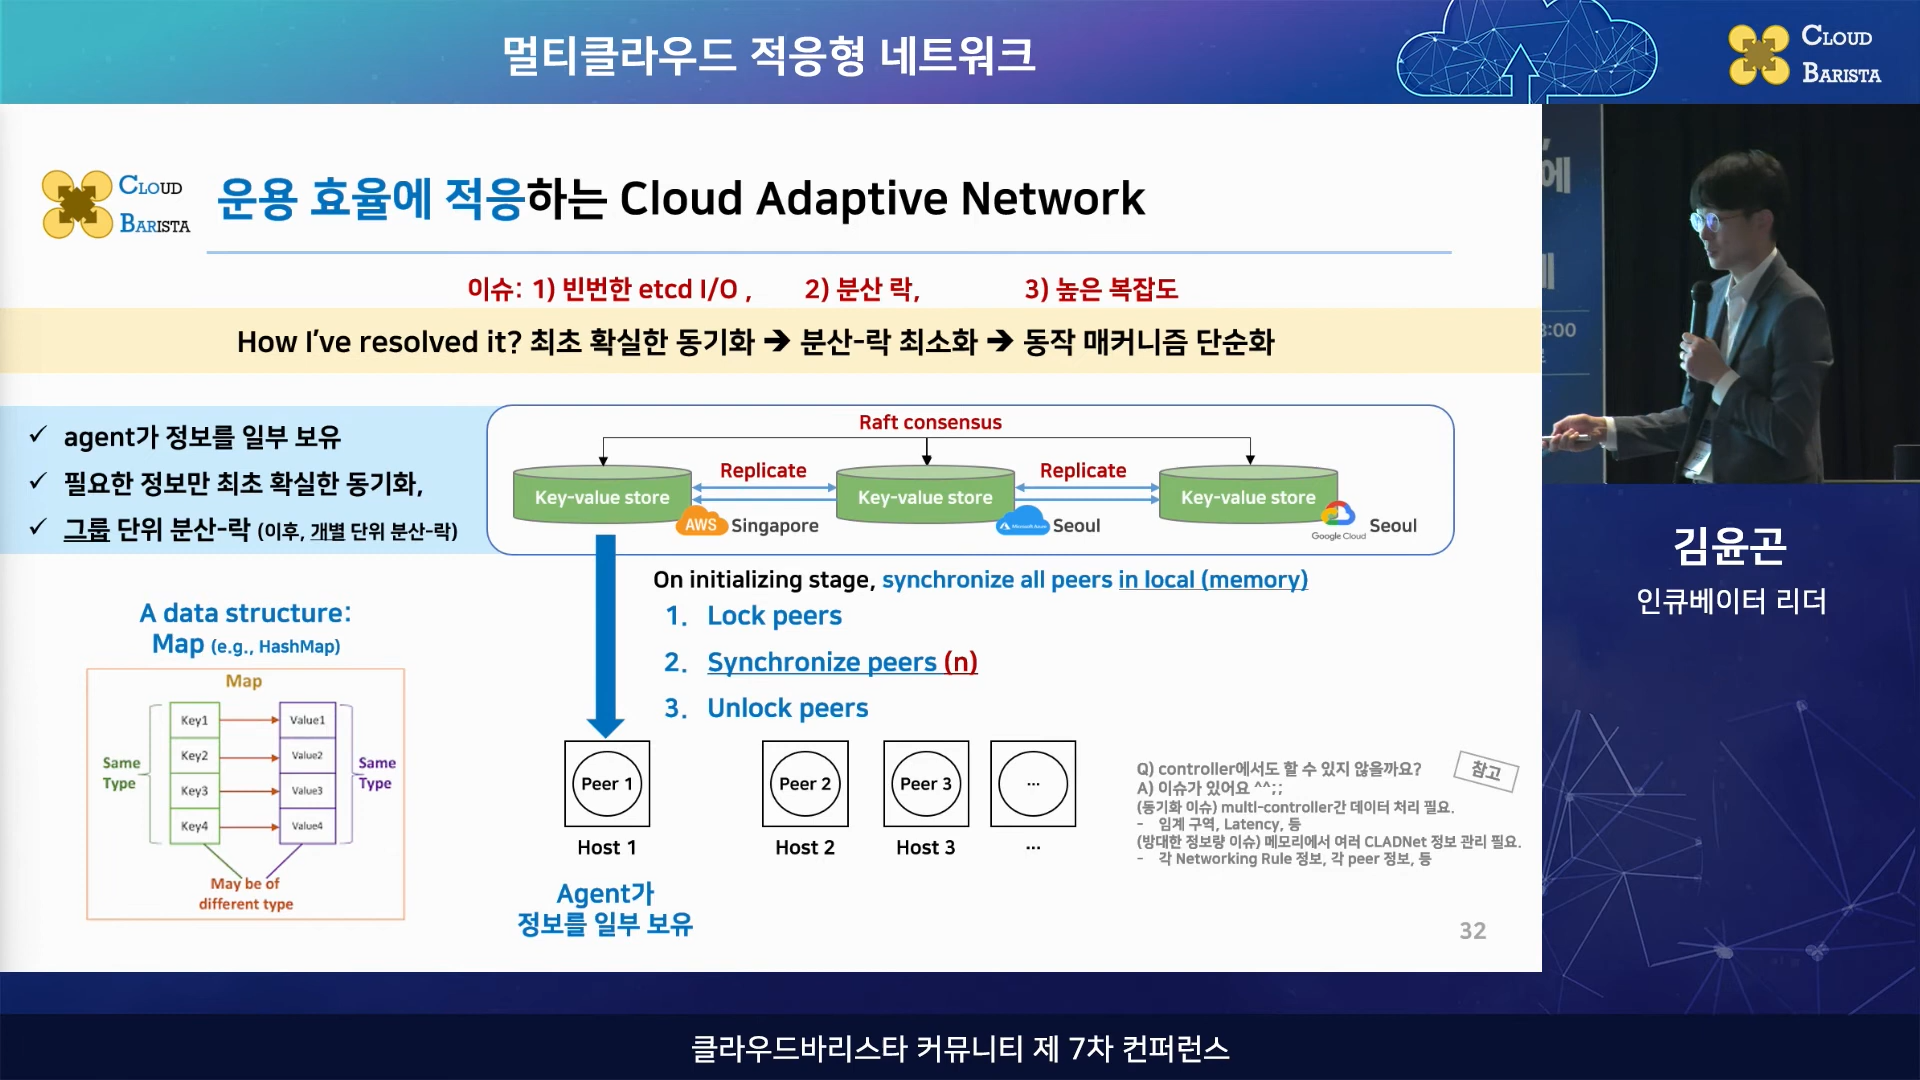 멀티클라우드 적응형 네트워크
CLOUD
BARISTA
CLOUD
BARISTA
운용 효율에 적응하는 Cloud Adaptive Network
이슈: 1) 빈번한 etcd I/O , 2) 분산 락, 3) 높은 복잡도
How I’ve resolved it? 최초 확실한 동기화 ➔ 분산-락 최소화 ➔ 동작 매커니즘 단순화
✓ agent가 정보를 일부 보유
✓ 필요한 정보만 최초 확실한 동기화,
✓ 그룹 단위 분산-락 (이후, 개별 단위 분산-락)
Raft consensus
Replicate Replicate
Key-value store Key-value store Key-value store
AWS Singapore Microsoft Azure Seoul Google Cloud Seoul
On initializing stage, synchronize all peers in local (memory)
1. Lock peers
2. Synchronize peers (n)
3. Unlock peers
A data structure:
Map (e.g., HashMap)
Map
Key1 Value1
Key2 Value2
Key3 Value3
Key4 Value4
Same
Type
Same
Type
May be of
different type
Peer 1 Peer 2 Peer 3 ...
Host 1 Host 2 Host 3 ...
Agent가
정보를 일부 보유
참고
Q) controller에서도 할 수 있지 않을까요?
A) 이슈가 있어요 ^^;;
(동기화 이슈) multi-controller간 데이터 처리 필요.
- 임계 구역, Latency, 등
(방대한 정보량 이슈) 메모리에서 여러 CLADNet 정보 관리 필요.
- 각 Networking Rule 정보, 각 peer 정보, 등
32
에
:00
김윤곤
인큐베이터 리더
클라우드바리스타 커뮤니티 제 7차 컨퍼런스